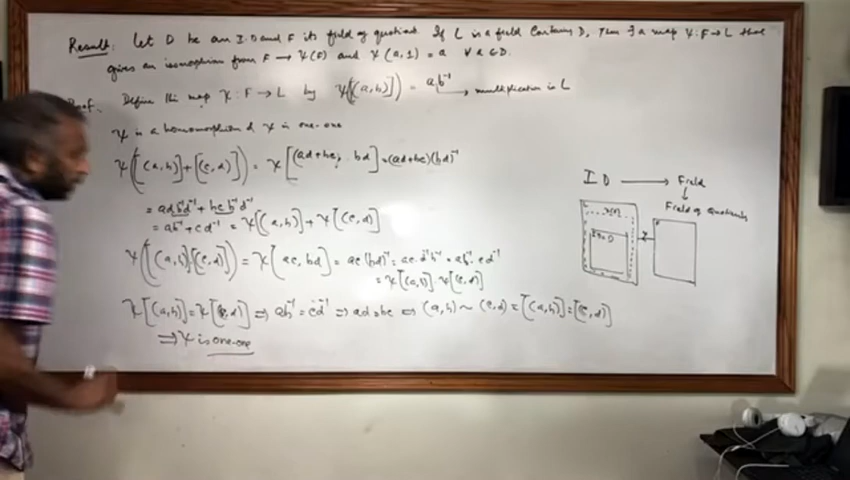 Result: Let D be an I.D and F its field of quotient. If L is a field containg D, Then ∃ a map ψ: F → L that
gives an isomorphism from F → ψ(F) and ψ(a,1) = a ∀ a ∈ D.
Proof. Define the map ψ: F → L by ψ([(a,b)]) = ab⁻¹ → multiplication in L
ψ is a homomorphism & ψ is one-one
ψ([(a,b)]+[(c,d)]) = ψ[(ad+bc, bd)] = (ad+bc)(bd)⁻¹
= adb⁻¹d⁻¹ + bcb⁻¹d⁻¹
= ab⁻¹ + cd⁻¹ = ψ[(a,b)] + ψ[(c,d)]
ψ([(a,b)][(c,d)]) = ψ[ac, bd] = ac(bd)⁻¹ = ac·d⁻¹b⁻¹ = ab⁻¹·cd⁻¹
= ψ[(a,b)]·ψ[(c,d)]
ψ[(a,b)] = ψ[(c,d)] ⇒ ab⁻¹ = cd⁻¹ ⇒ ad = bc ⇔ (a,b) ~ (c,d) = [(a,b)] = [(c,d)]
⇒ ψ is one-one
I D → Field
↓
Field of Quotients
L
ψ(F)
D
ψ
F